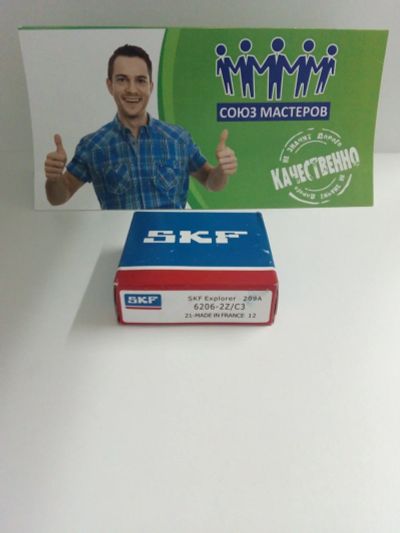 СОЮЗ МАСТЕРОВ
КАЧЕСТВЕННО
SKF
SKF
SKF Explorer 209A
6206-2Z/C3
21-MADE IN FRANCE 12